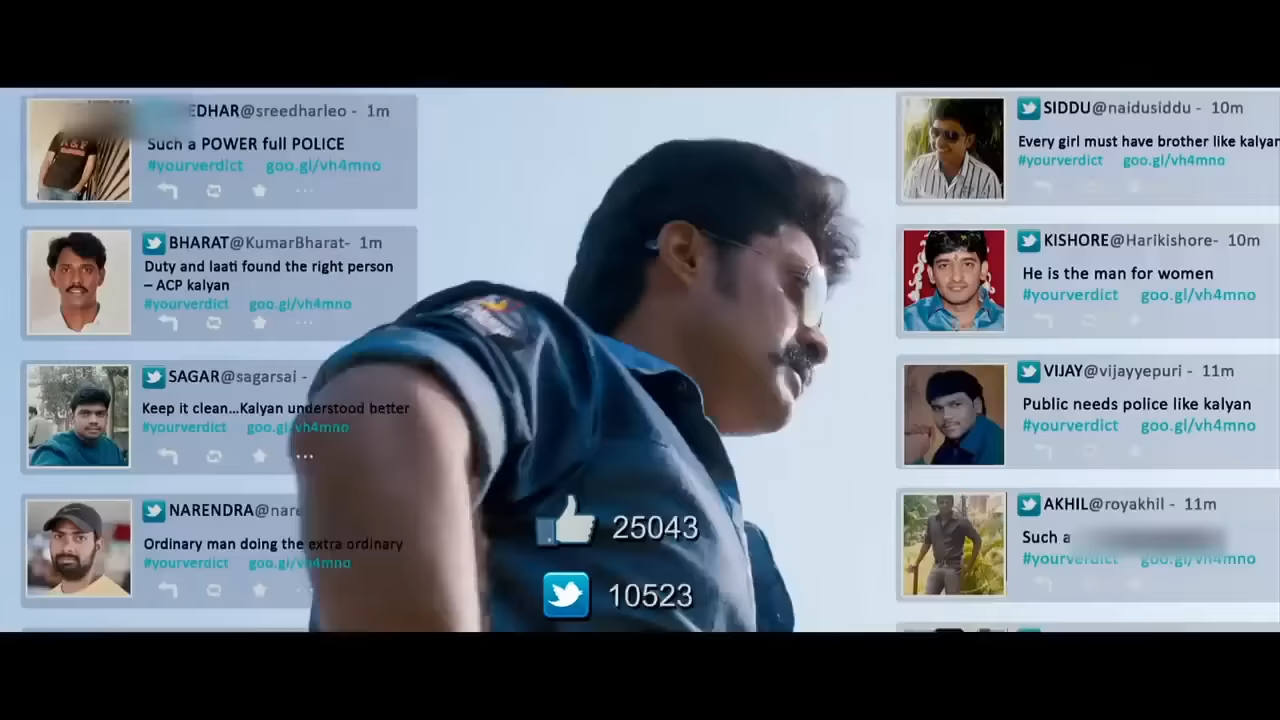 EDHAR@sreedharleo - 1m
Such a POWER full POLICE
#yourverdict goo.gl/vh4mno
BHARAT@KumarBharat- 1m
Duty and laati found the right person
– ACP kalyan
#yourverdict goo.gl/vh4mno
SAGAR@sagarsai -
Keep it clean...Kalyan understood better
#yourverdict goo.gl/vh4mno
NARENDRA@nare
Ordinary man doing the extra ordinary
#yourverdict goo.gl/vh4mno
25043
10523
SIDDU@naidusiddu - 10m
Every girl must have brother like kalyan
#yourverdict goo.gl/vh4mno
KISHORE@Harikishore- 10m
He is the man for women
#yourverdict goo.gl/vh4mno
VIJAY@vijayyepuri - 11m
Public needs police like kalyan
#yourverdict goo.gl/vh4mno
AKHIL@royakhil - 11m
Such a
#yourverdict goo.gl/vh4mno